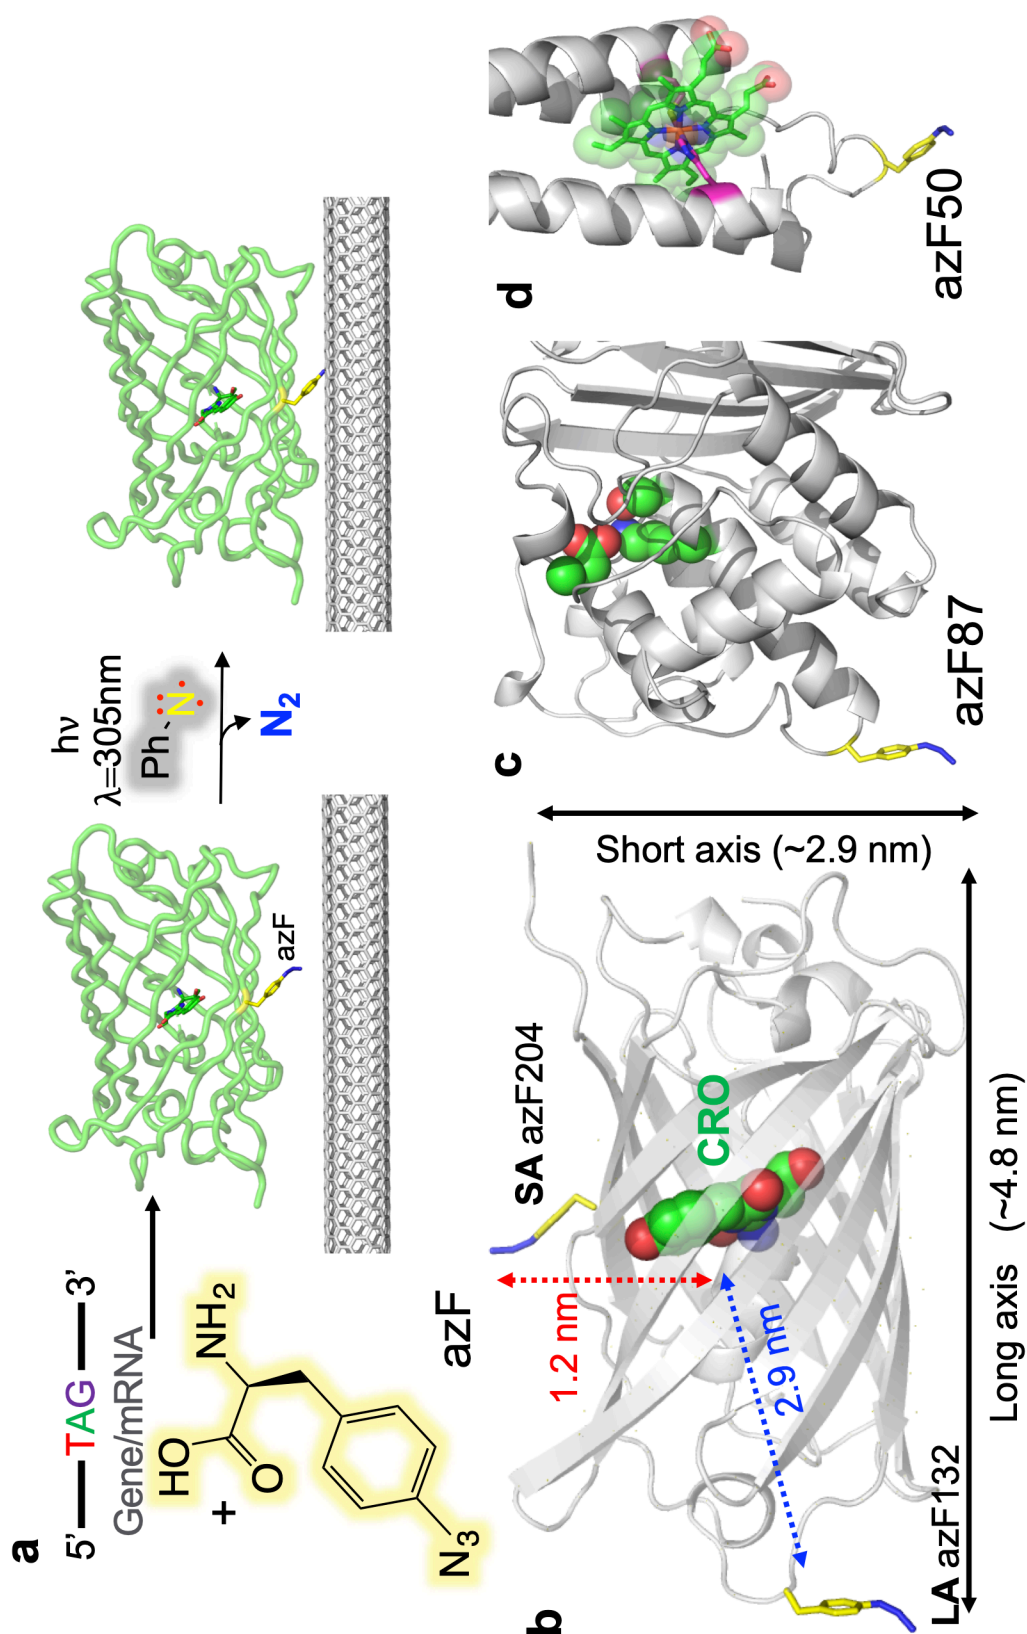 a
5’ TAG 3’
Gene/mRNA
+
HO
O
NH2
N3
azF
azF
hν
λ=305nm
Ph-N
N2
b
SA azF204
CRO
1.2 nm
2.9 nm
LA azF132
Short axis (~2.9 nm)
Long axis (~4.8 nm)
c
azF87
d
azF50